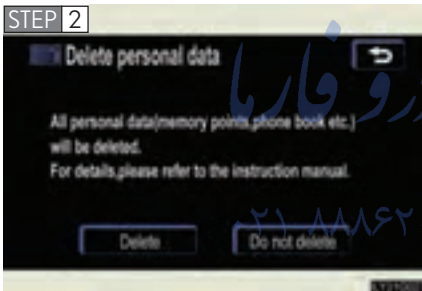 STEP 2
Delete personal data
All personal data(memory points,phone book etc.)
will be deleted.
For details,please refer to the instruction manual.
Delete
Do not delete